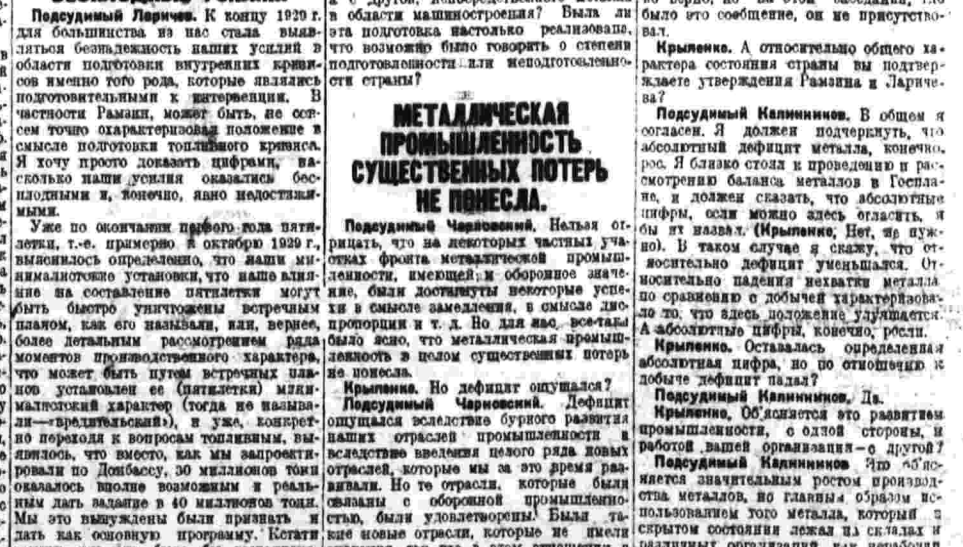 Подсудимый Ларичев. К концу 1929 г.
для большинства из нас стала выяв-
ляться безнадежность наших усилий в
области подготовки внутренних кризи-
сов именно того рода, которые являлись
подготовительными к интервенции. В
частности Рамзин, может быть, не сов-
сем точно охарактеризовал положение в
смысле подготовки топливного кризиса.
Я хочу просто доказать цифрами, на-
сколько наши усилия оказались бес-
плодными и, конечно, явно недостижи-
мыми.
Уже по окончании первого года пяти-
летки, т.-е. примерно к октябрю 1929 г.,
выяснилось определенно, что наши ми-
нималистские установки, что наше влия-
ние на составление пятилетки могут
быть быстро уничтожены встречным
планом, как его называли, или, вернее,
более детальным рассмотрением ряда
моментов производственного характера,
что может быть путем встречных пла-
нов установлен ее (пятилетки) мини-
малистский характер (тогда не называ-
ли—«вредительский»), и уже, конкрет-
но переходя к вопросам топливным, вы-
явилось, что вместо, как мы запроекти-
ровали по Донбассу, 30 миллионов тонн
оказалось вполне возможным и реаль-
ным дать задание в 40 миллионов тонн.
Мы это вынуждены были признать и
дать как основную программу. Кстати
в области машиностроения? Была ли
эта подготовка настолько реализована,
что возможно было говорить о степени
подготовленности или неподготовленно-
сти страны?
МЕТАЛЛИЧЕСКАЯ
ПРОМЫШЛЕННОСТЬ
СУЩЕСТВЕННЫХ ПОТЕРЬ
НЕ ПОНЕСЛА.
Подсудимый Чарновский. Нельзя от-
рицать, что на некоторых частных уча-
стках фронта металлической промыш-
ленности, имеющей и оборонное значе-
ние, были достигнуты некоторые успе-
хи в смысле замедления, в смысле дис-
пропорции и т. д. Но для нас все-таки
было ясно, что металлическая промыш-
ленность в целом существенных потерь
не понесла.
Крыленко. Но дефицит ощущался?
Подсудимый Чарновский. Дефицит
ощущался вследствие бурного развития
наших отраслей промышленности и
вследствие введения целого ряда новых
отраслей, которые мы за это время раз-
вивали. Но те отрасли, которые были
связаны с оборонной промышленно-
стью, были удовлетворены. Были та-
кие новые отрасли, которые не имели
было это сообщение, он не присутство-
вал.
Крыленко. А относительно общего ха-
рактера состояния страны вы подтвер-
ждаете утверждения Рамзина и Лариче-
ва?
Подсудимый Калинников. В общем я
согласен. Я должен подчеркнуть, что
абсолютный дефицит металла, конечно,
рос. Я близко стоял к проведению и рас-
смотрению баланса металлов в Госпла-
не, и должен сказать, что абсолютные
цифры, если можно здесь огласить, я
бы их назвал. (Крыленко: Нет, не нуж-
но). В таком случае я скажу, что от-
носительно дефицит уменьшался. От-
носительно падения нехватки металла
по сравнению с добычей характеризова-
ло то, что здесь положение улучшается.
А абсолютные цифры, конечно, росли.
Крыленко. Оставалась определенная
абсолютная цифра, но по отношению к
добыче дефицит падал?
Подсудимый Калинников. Да.
Крыленко. Об'ясняется это развитием
промышленности, с одной стороны, и
работой вашей организации—с другой?
Подсудимый Калинников Это об'яс-
няется значительным ростом производ-
ства металлов, но главным образом ис-
пользованием того металла, который в
скрытом состоянии лежал на складах и